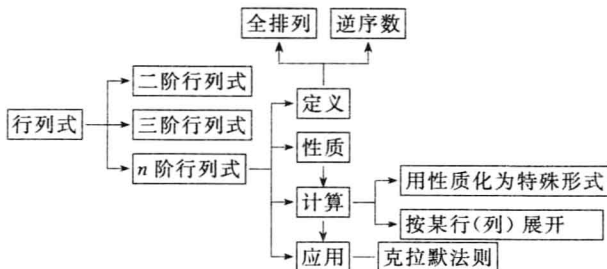 全排列 逆序数
二阶行列式
定义
行列式
三阶行列式
性质
n 阶行列式
用性质化为特殊形式
计算
按某行(列)展开
应用
克拉默法则